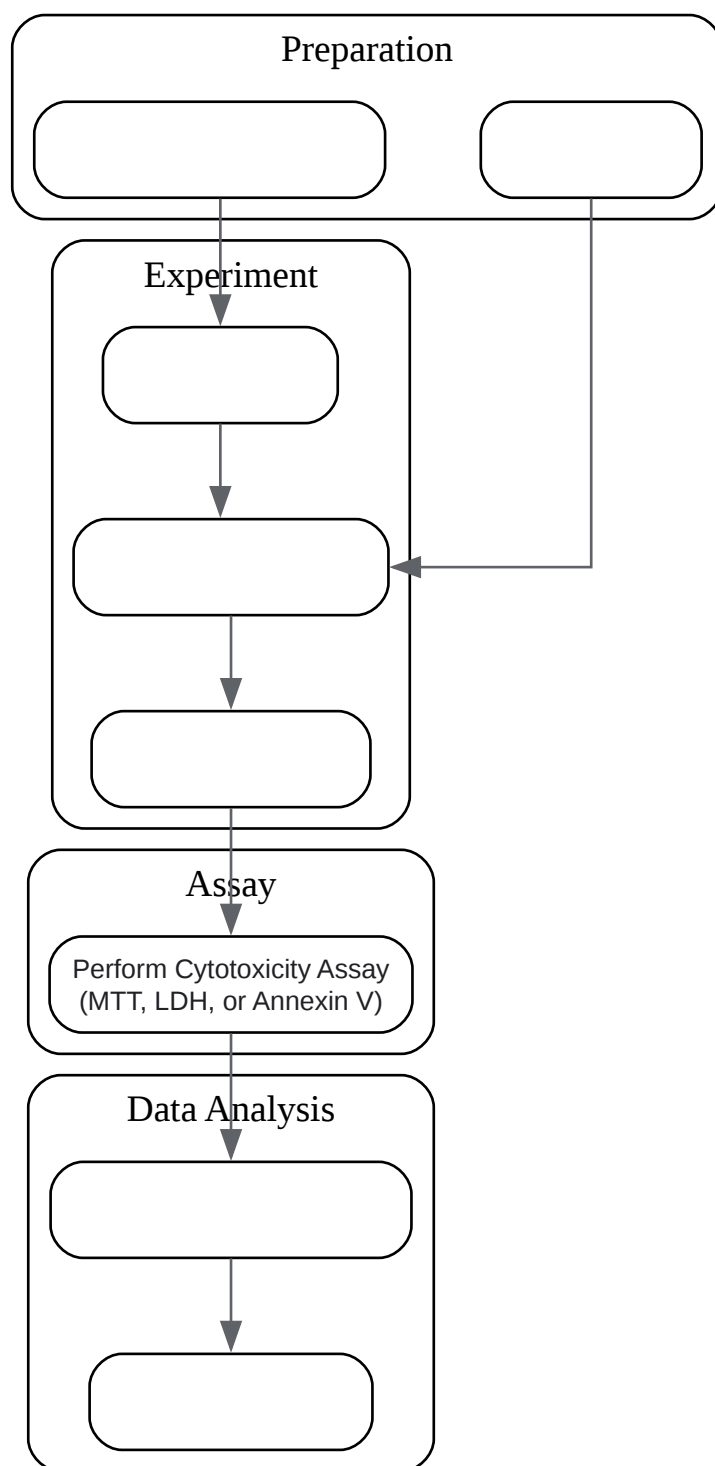 Preparation
Experiment
Assay
Perform Cytotoxicity Assay
(MTT, LDH, or Annexin V)
Data Analysis